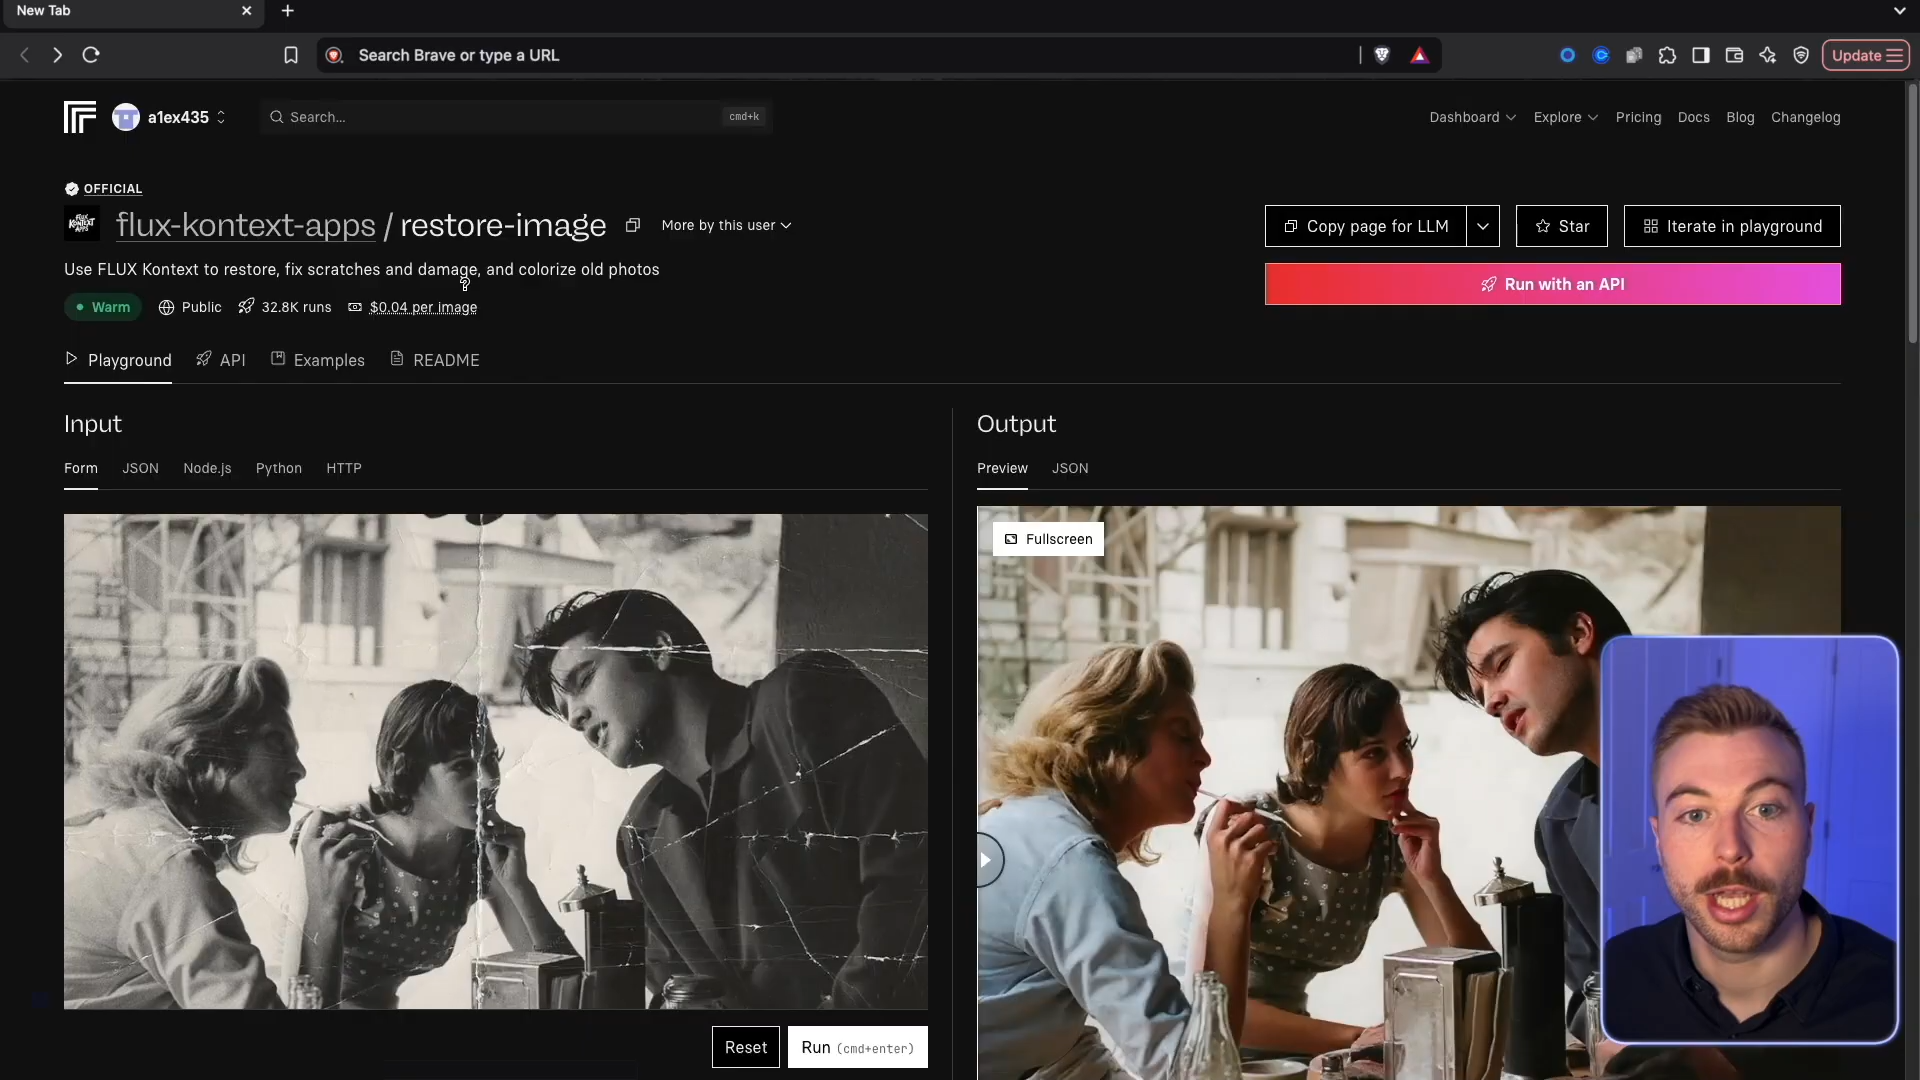 New Tab
Search Brave or type a URL
Update
a1ex435
Search...
cmd+k
Dashboard
Explore
Pricing
Docs
Blog
Changelog
OFFICIAL
FLUX KONTEXT APPS
flux-kontext-apps / restore-image
More by this user
Copy page for LLM
Star
Iterate in playground
Use FLUX Kontext to restore, fix scratches and damage, and colorize old photos
Run with an API
Warm
Public
32.8K runs
$0.04 per image
Playground
API
Examples
README
Input
Output
Form
JSON
Node.js
Python
HTTP
Preview
JSON
Fullscreen
Reset
Run (cmd+enter)